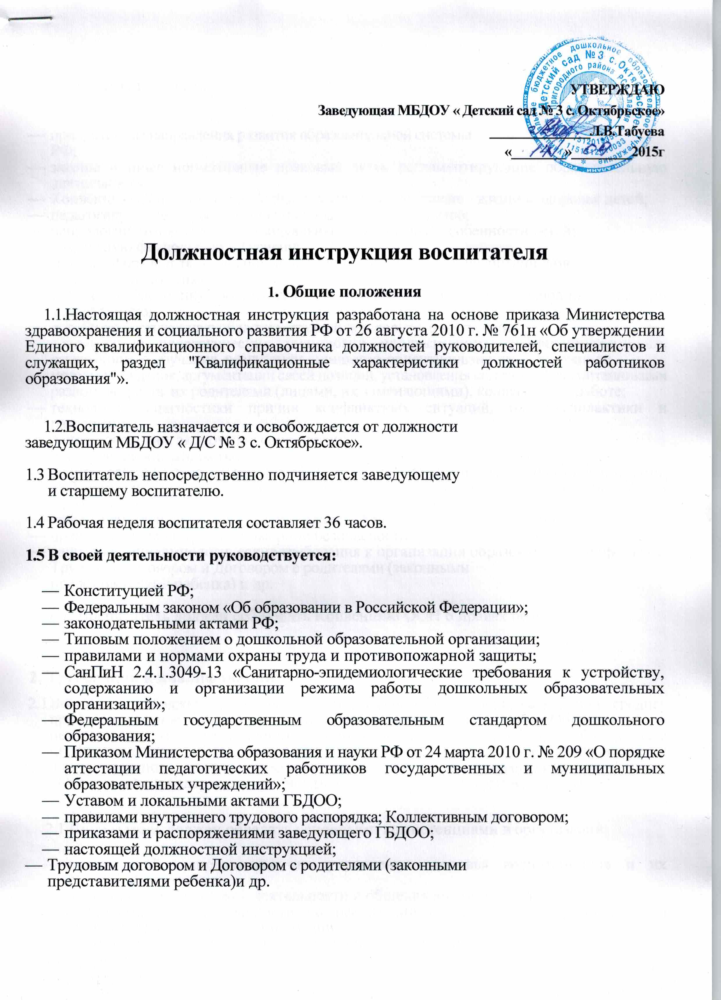 УТВЕРЖДАЮ
Заведующая МБДОУ « Детский сад № 3 с. Октябрьское»
Л.В.Табуева
« 14 » 2015г
Должностная инструкция воспитателя
1. Общие положения
1.1.Настоящая должностная инструкция разработана на основе приказа Министерства
здравоохранения и социального развития РФ от 26 августа 2010 г. № 761н «Об утверждении
Единого квалификационного справочника должностей руководителей, специалистов и
служащих, раздел "Квалификационные характеристики должностей работников
образования"».
1.2.Воспитатель назначается и освобождается от должности
заведующим МБДОУ « Д/С № 3 с. Октябрьское».
1.3 Воспитатель непосредственно подчиняется заведующему
и старшему воспитателю.
1.4 Рабочая неделя воспитателя составляет 36 часов.
1.5 В своей деятельности руководствуется:
— Конституцией РФ;
— Федеральным законом «Об образовании в Российской Федерации»;
— законодательными актами РФ;
— Типовым положением о дошкольной образовательной организации;
— правилами и нормами охраны труда и противопожарной защиты;
— СанПиН 2.4.1.3049-13 «Санитарно-эпидемиологические требования к устройству,
содержанию и организации режима работы дошкольных образовательных
организаций»;
— Федеральным государственным образовательным стандартом дошкольного
образования;
— Приказом Министерства образования и науки РФ от 24 марта 2010 г. № 209 «О порядке
аттестации педагогических работников государственных и муниципальных
образовательных учреждений»;
— Уставом и локальными актами ГБДОО;
— правилами внутреннего трудового распорядка; Коллективным договором;
— приказами и распоряжениями заведующего ГБДОО;
— настоящей должностной инструкцией;
— Трудовым договором и Договором с родителями (законными
представителями ребенка)и др.